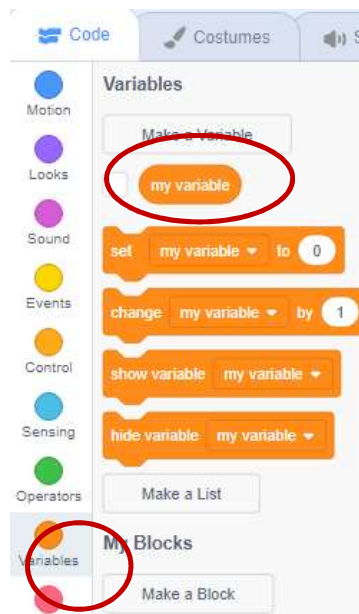 Code
Costumes
S
Variables
Motion
Make a Variable
Looks
my variable
Sound
set my variable to 0
Events
change my variable by 1
Control
show variable my variable
Sensing
hide variable my variable
Operators
Make a List
Variables
My Blocks
Make a Block